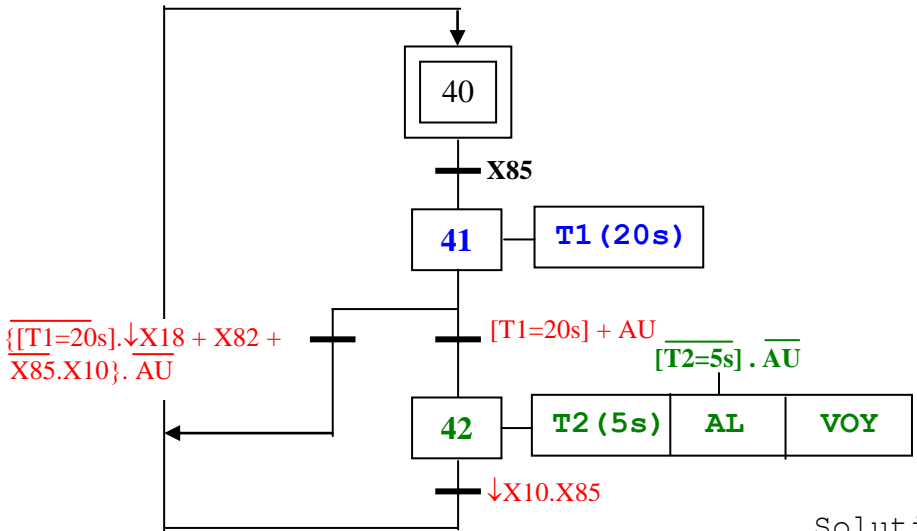 40
X85
41
T1(20s)
{[T1=20s].↓X18 + X82 +
X85.X10}. AU
[T1=20s] + AU
[T2=5s] . AU
42
T2(5s) AL VOY
↓X10.X85